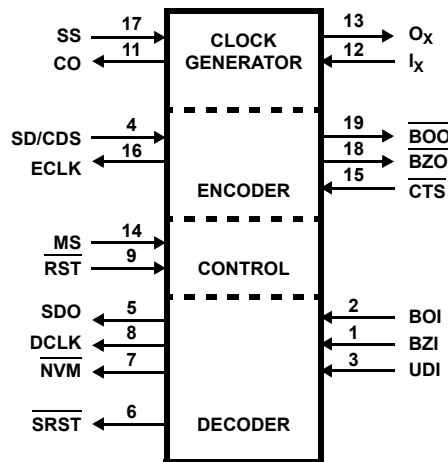 SS 17 CLOCK 13 OX
CO 11 GENERATOR 12 IX
SD/CDS 4 19 BOO
ECLK 16 18 BZO
ENCODER 15 CTS
MS 14
RST 9 CONTROL
SDO 5 2 BOI
DCLK 8 1 BZI
NVM 7 3 UDI
SRST 6 DECODER